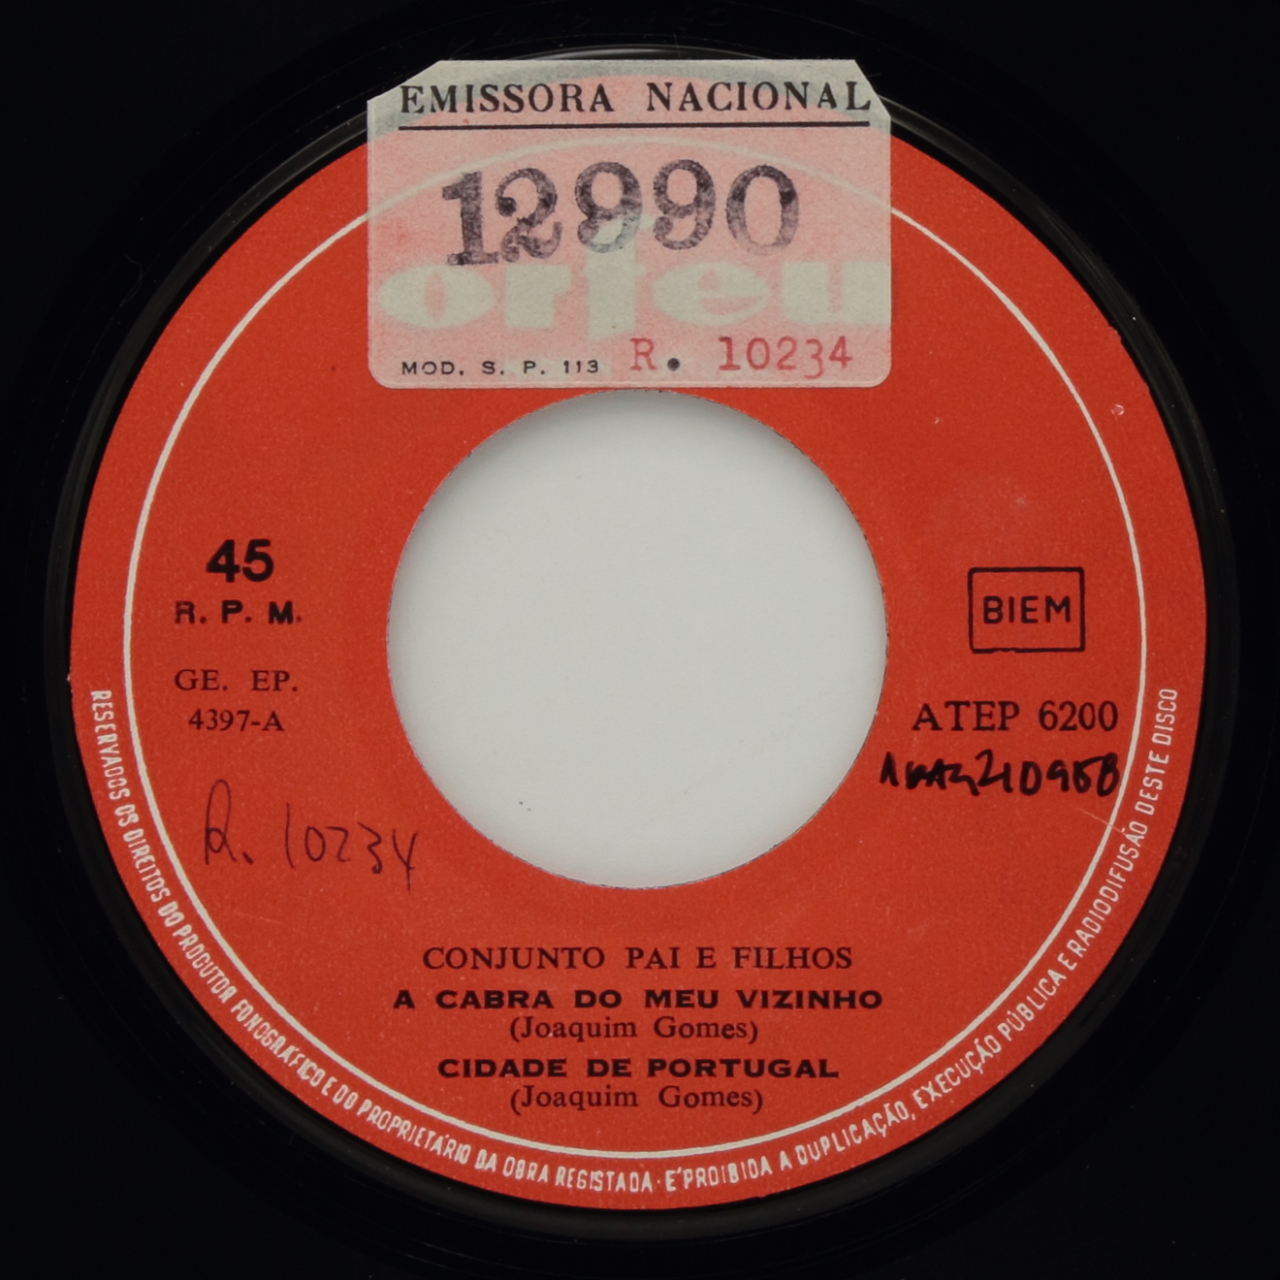 EMISSORA NACIONAL
12990
orfeu
MOD. S. P. 113 R. 10234
45
R. P. M.
BIEM
GE. EP.
4397-A
ATEP 6200
R. 10234
CONJUNTO PAI E FILHOS
A CABRA DO MEU VIZINHO
(Joaquim Gomes)
CIDADE DE PORTUGAL
(Joaquim Gomes)
RESERVADOS OS DIREITOS DO PRODUTOR FONOGRÁFICO E DO PROPRIETÁRIO DA OBRA REGISTADA · E' PROIBIDA A DUPLICAÇÃO, EXECUÇÃO PÚBLICA E RADIODIFUSÃO DESTE DISCO